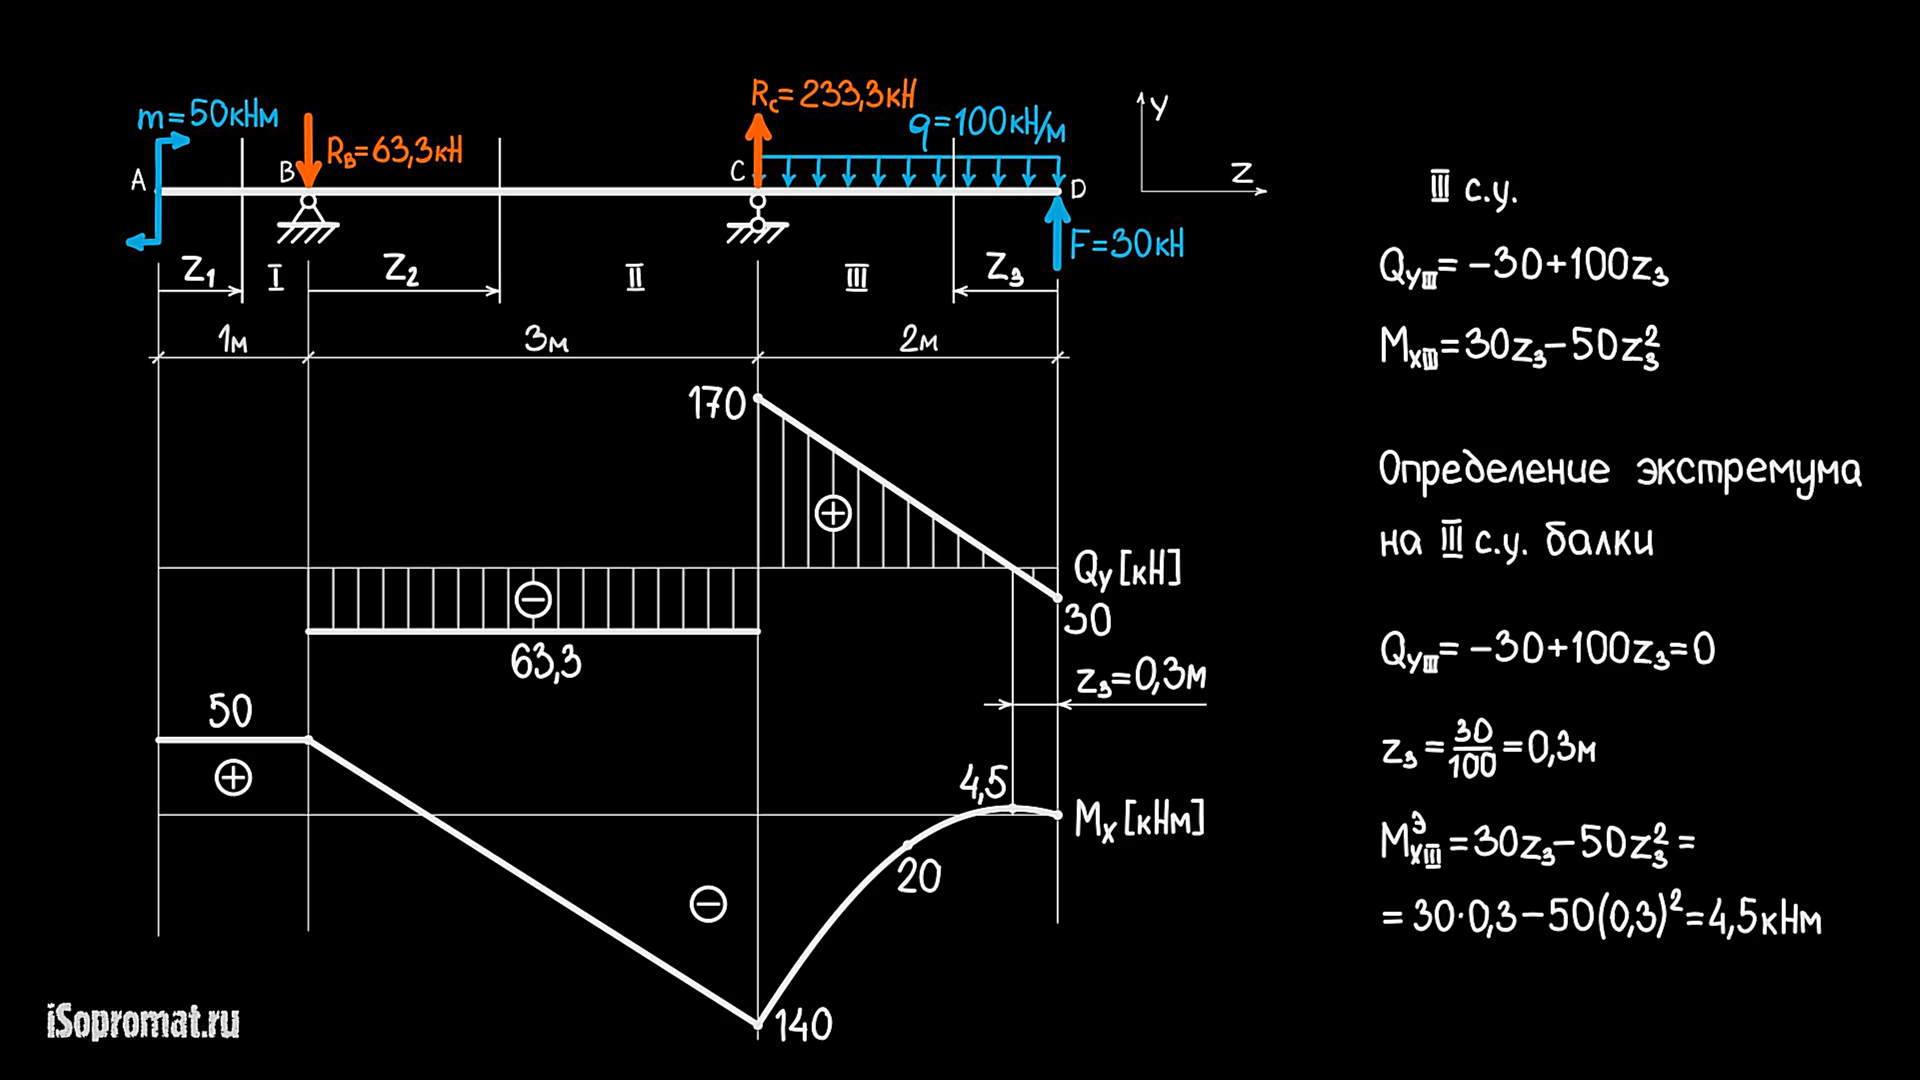 m=50кНм
R_B=63,3кН
R_C=233,3кН
q=100кН/м
A
B
C
D
Y
Z
F=30кН
Z₁
I
Z₂
II
III
Z₃
1м
3м
2м
170
⊕
⊖
63,3
Qy[кН]
30
z₃=0,3м
50
⊕
4,5
Mx[кНм]
20
⊖
140
III с.у.
QyIII=-30+100z₃
MxIII=30z₃-50z₃²
Определение экстремума
на III с.у. балки
QyIII=-30+100z₃=0
z₃=30/100=0,3м
MᵊxIII=30z₃-50z₃²=
=30·0,3-50(0,3)²=4,5кНм
iSopromat.ru